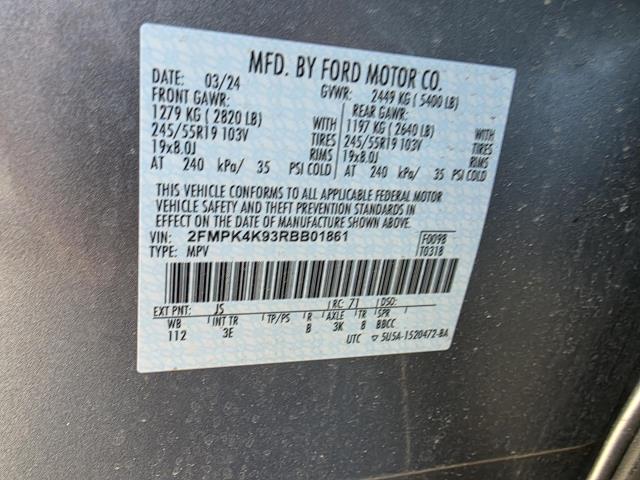 MFD. BY FORD MOTOR CO.
DATE: 03/24 GVWR: 2449 KG ( 5400 LB)
FRONT GAWR: REAR GAWR:
1279 KG ( 2820 LB) WITH 1197 KG ( 2640 LB) WITH
245/55R19 103V TIRES 245/55R19 103V TIRES
19x8.0J RIMS 19x8.0J RIMS
AT 240 kPa/ 35 PSI COLD AT 240 kPa/ 35 PSI COLD
THIS VEHICLE CONFORMS TO ALL APPLICABLE FEDERAL MOTOR
VEHICLE SAFETY AND THEFT PREVENTION STANDARDS IN
EFFECT ON THE DATE OF MANUFACTURE SHOWN ABOVE.
VIN: 2FMPK4K93RBB01861 F0098
TYPE: MPV T0318
EXT PNT: JS RC: 71 DSO:
WB INT TR TP/PS R AXLE TR SPR
112 3E B 3K 8 BBCC
UTC ▽ 5U5A-1520472-BA